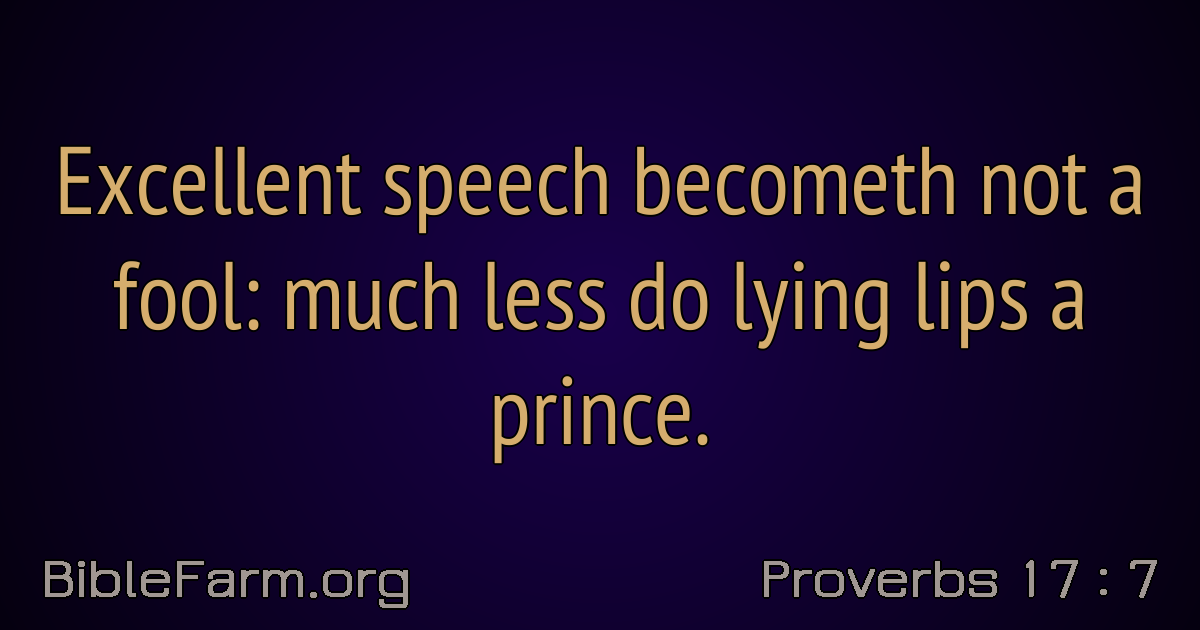 Excellent speech becometh not a
fool: much less do lying lips a
prince.
BibleFarm.org
Proverbs 17 : 7